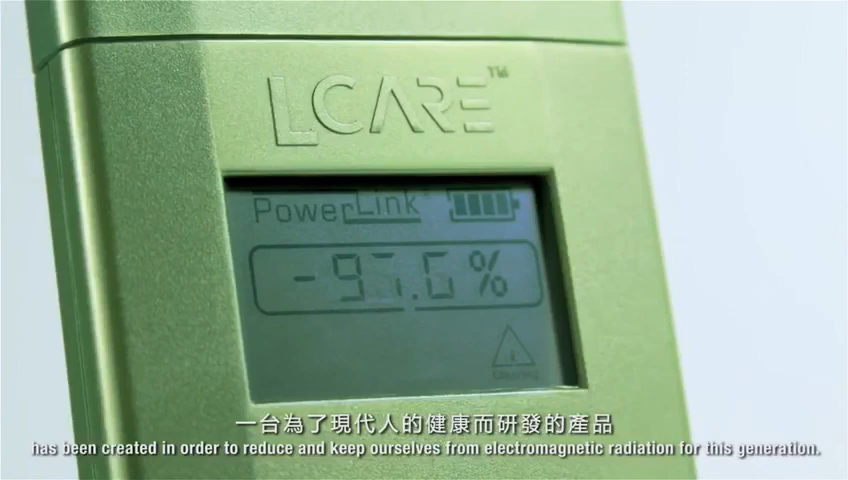 LCARE™
PowerLink
%
一台為了現代人的健康而研發的產品
has been created in order to reduce and keep ourselves from electromagnetic radiation for this generation.